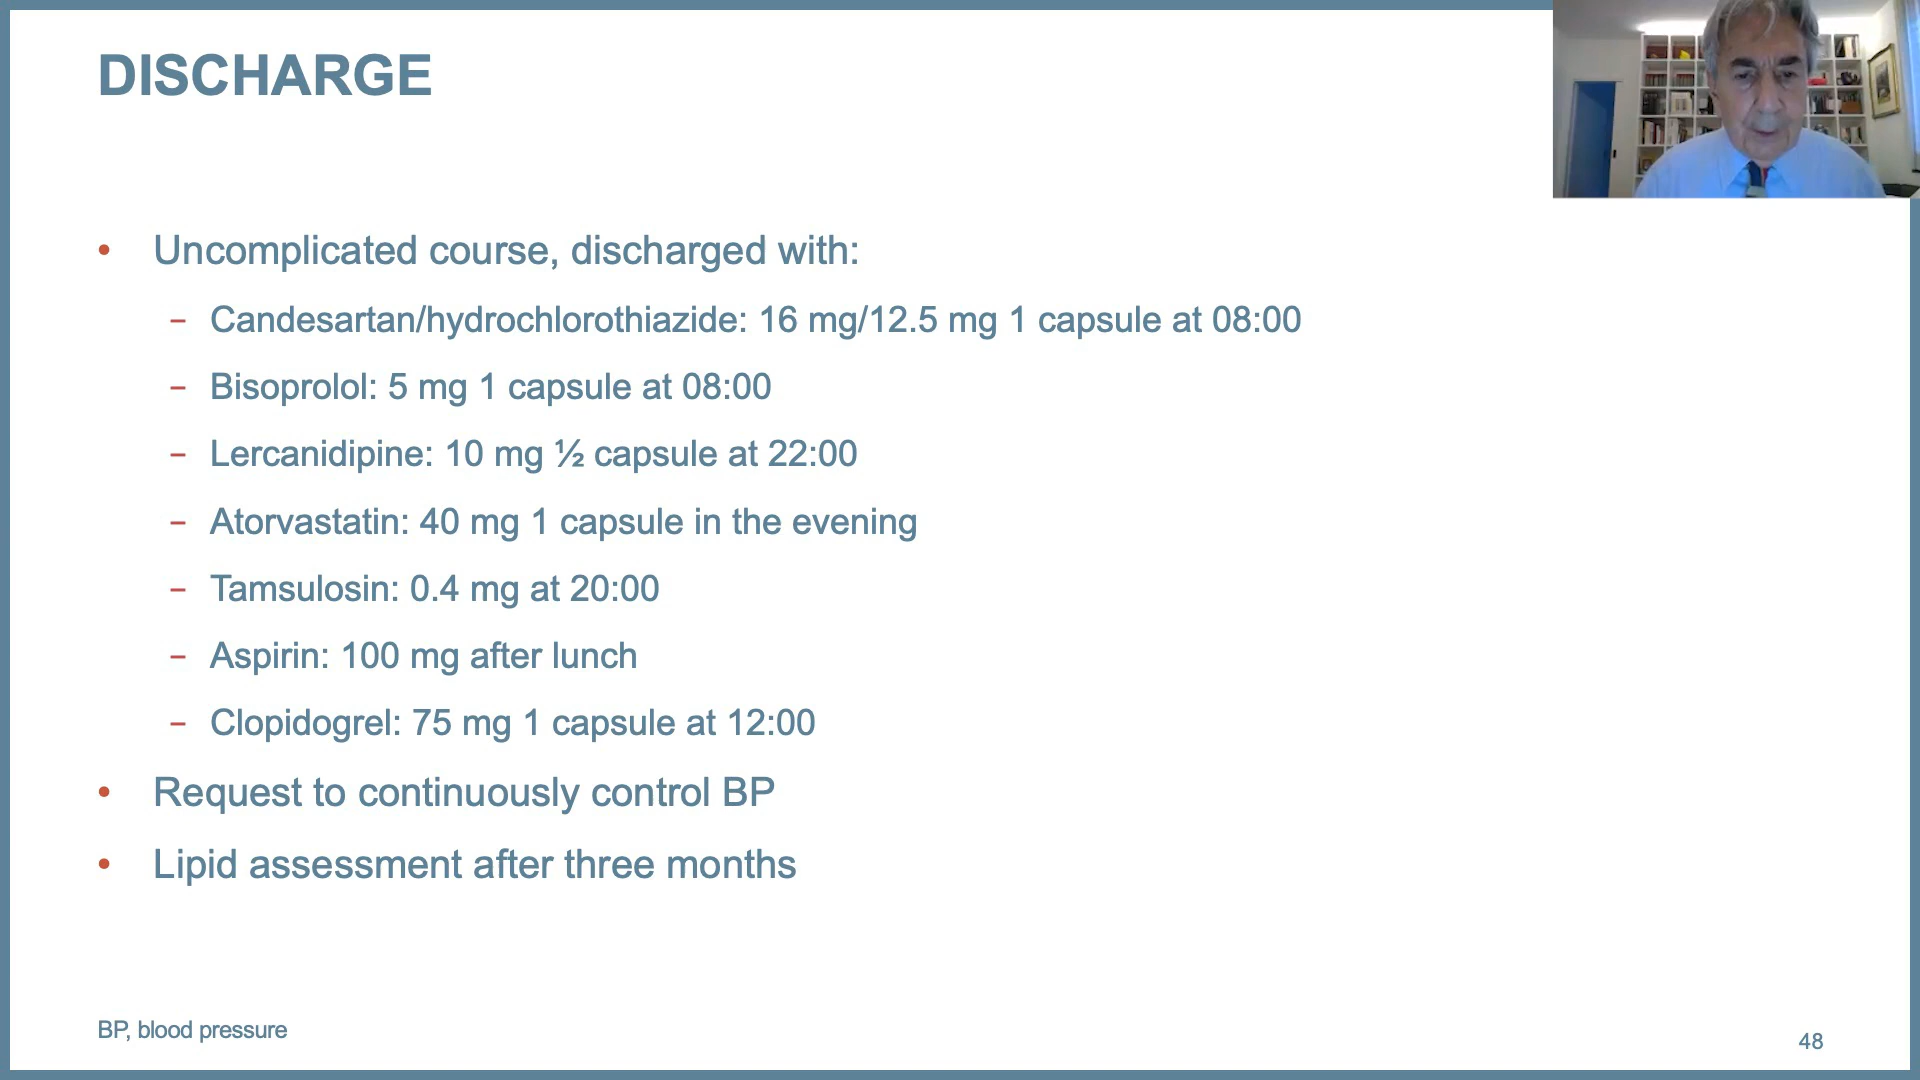 DISCHARGE
• Uncomplicated course, discharged with:
– Candesartan/hydrochlorothiazide: 16 mg/12.5 mg 1 capsule at 08:00
– Bisoprolol: 5 mg 1 capsule at 08:00
– Lercanidipine: 10 mg ½ capsule at 22:00
– Atorvastatin: 40 mg 1 capsule in the evening
– Tamsulosin: 0.4 mg at 20:00
– Aspirin: 100 mg after lunch
– Clopidogrel: 75 mg 1 capsule at 12:00
• Request to continuously control BP
• Lipid assessment after three months
BP, blood pressure
48